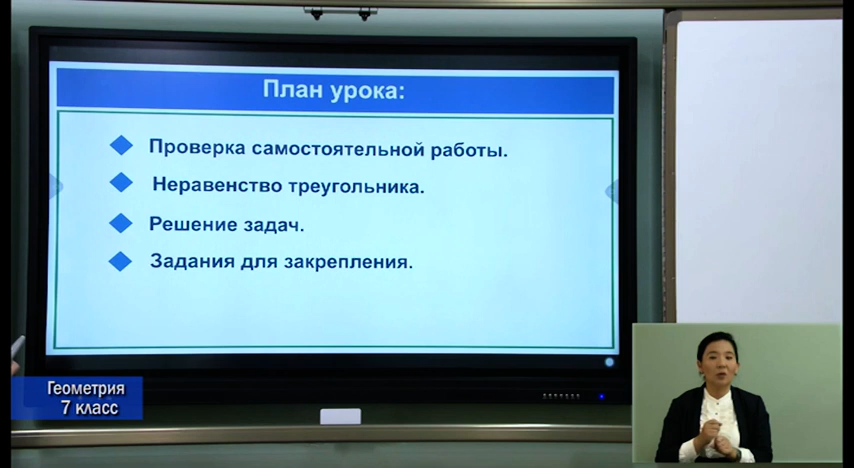 План урока:
Проверка самостоятельной работы.
Неравенство треугольника.
Решение задач.
Задания для закрепления.
Геометрия
7 класс